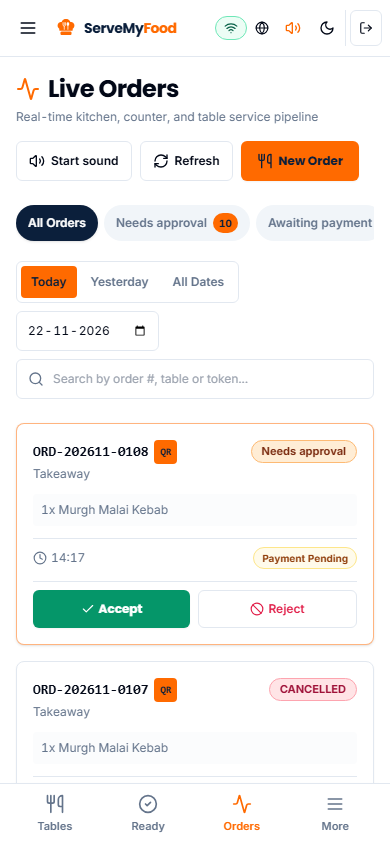 ServeMyFood
Live Orders
Real-time kitchen, counter, and table service pipeline
Start sound
Refresh
New Order
All Orders
Needs approval 10
Awaiting payment
Today
Yesterday
All Dates
22-11-2026
Search by order #, table or token...
ORD-202611-0108 QR
Needs approval
Takeaway
1x Murgh Malai Kebab
14:17
Payment Pending
Accept
Reject
ORD-202611-0107 QR
CANCELLED
Takeaway
1x Murgh Malai Kebab
Tables
Ready
Orders
More